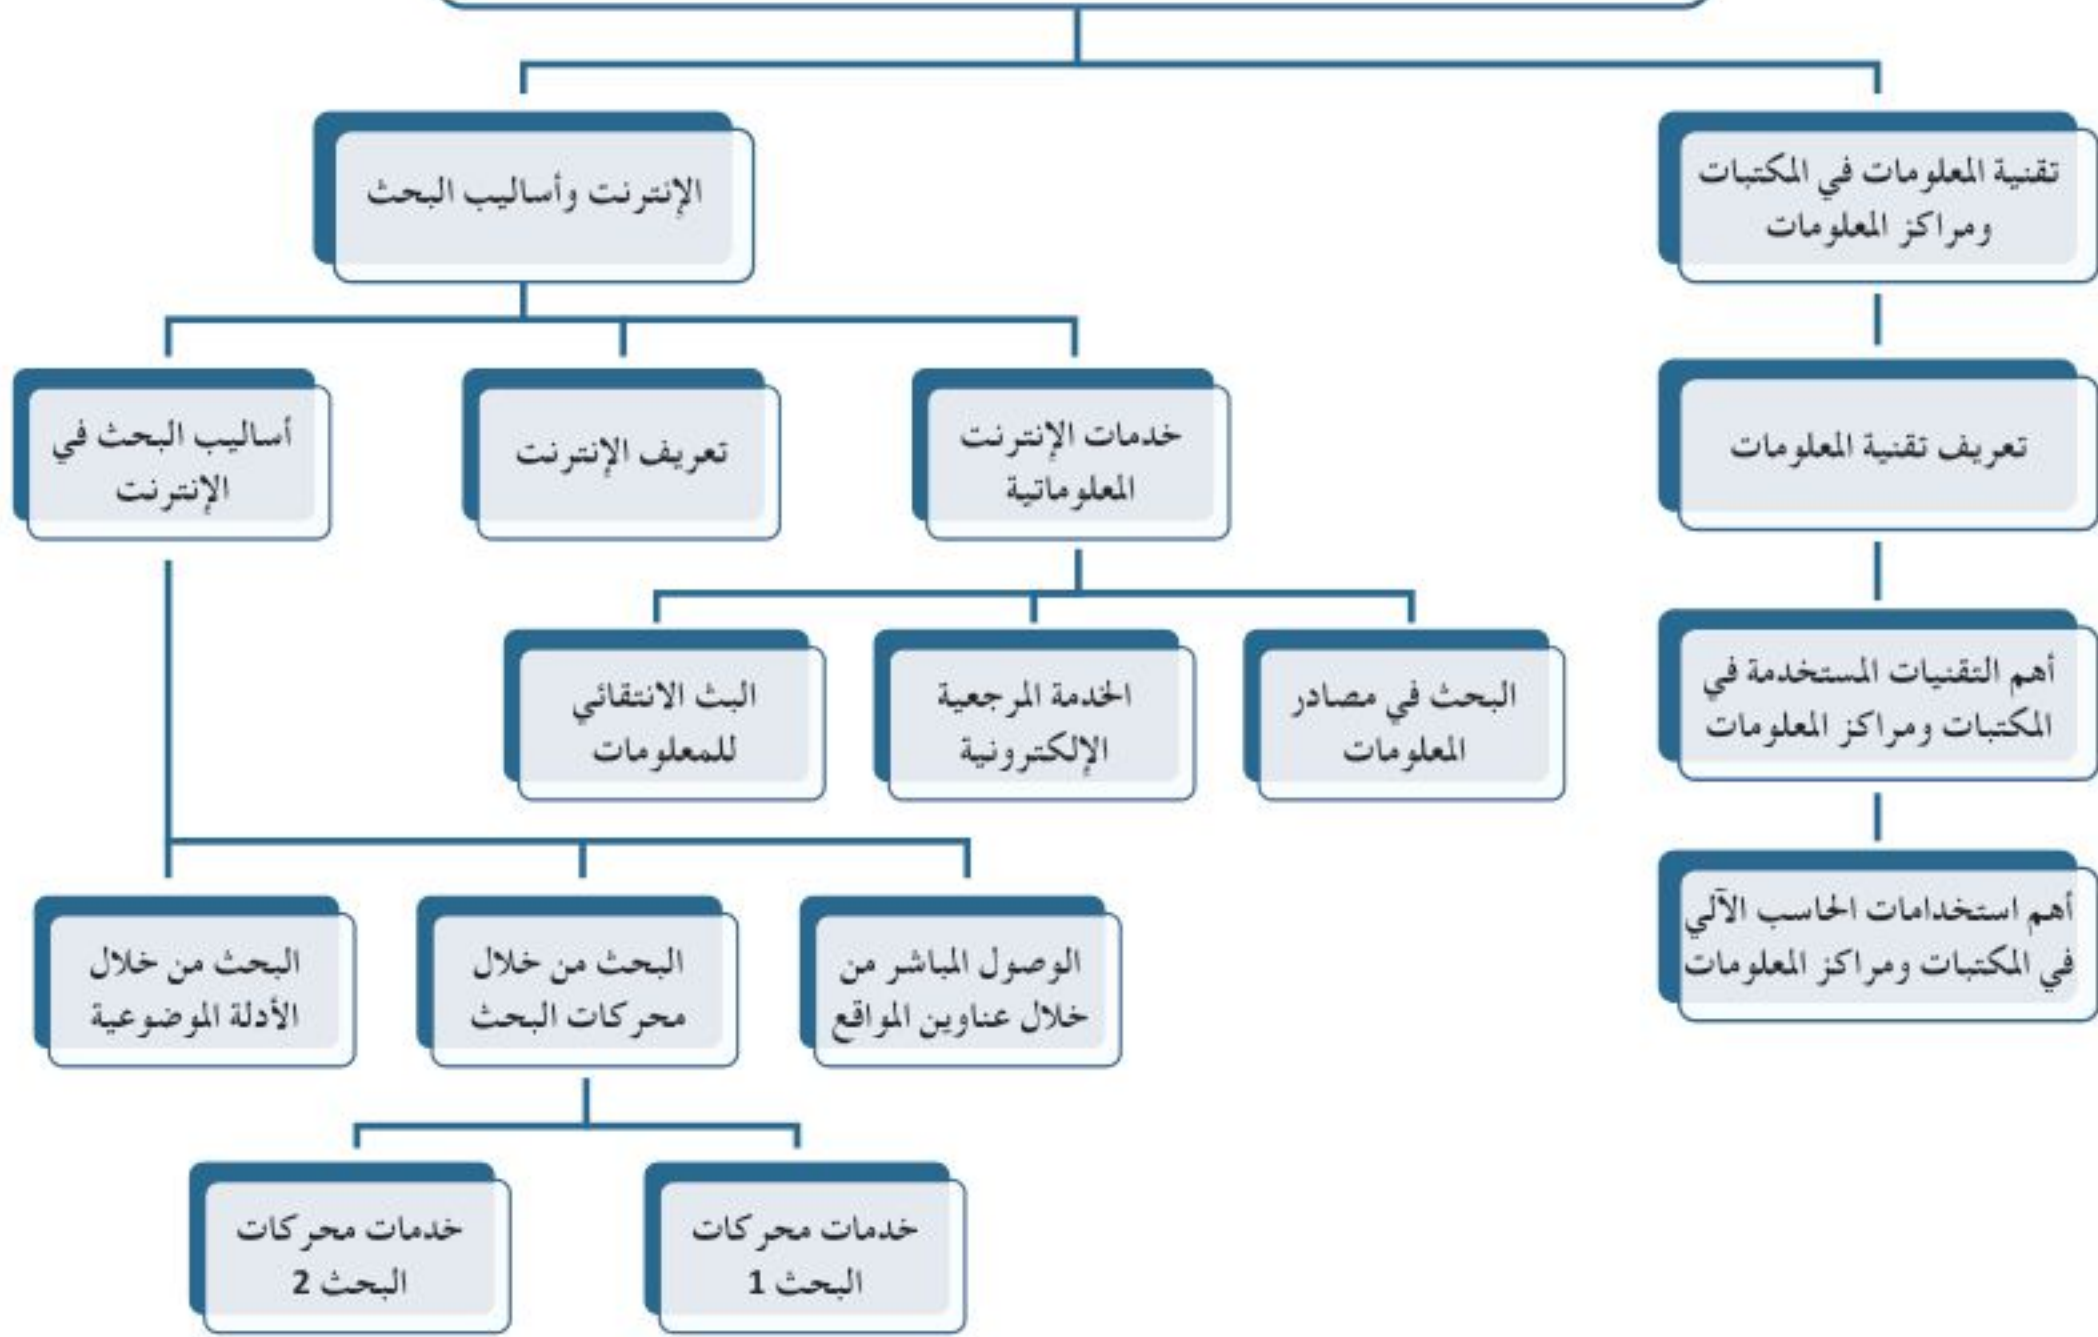 تقنية المعلومات في المكتبات
ومراكز المعلومات
الإنترنت وأساليب البحث
تعريف تقنية المعلومات
خدمات الإنترنت
المعلوماتية
تعريف الإنترنت
أساليب البحث في
الإنترنت
أهم التقنيات المستخدمة في
المكتبات ومراكز المعلومات
البحث في مصادر
المعلومات
الخدمة المرجعية
الإلكترونية
البث الانتقائي
للمعلومات
أهم استخدامات الحاسب الآلي
في المكتبات ومراكز المعلومات
الوصول المباشر من
خلال عناوين المواقع
البحث من خلال
محركات البحث
البحث من خلال
الأدلة الموضوعية
خدمات محركات
البحث 1
خدمات محركات
البحث 2